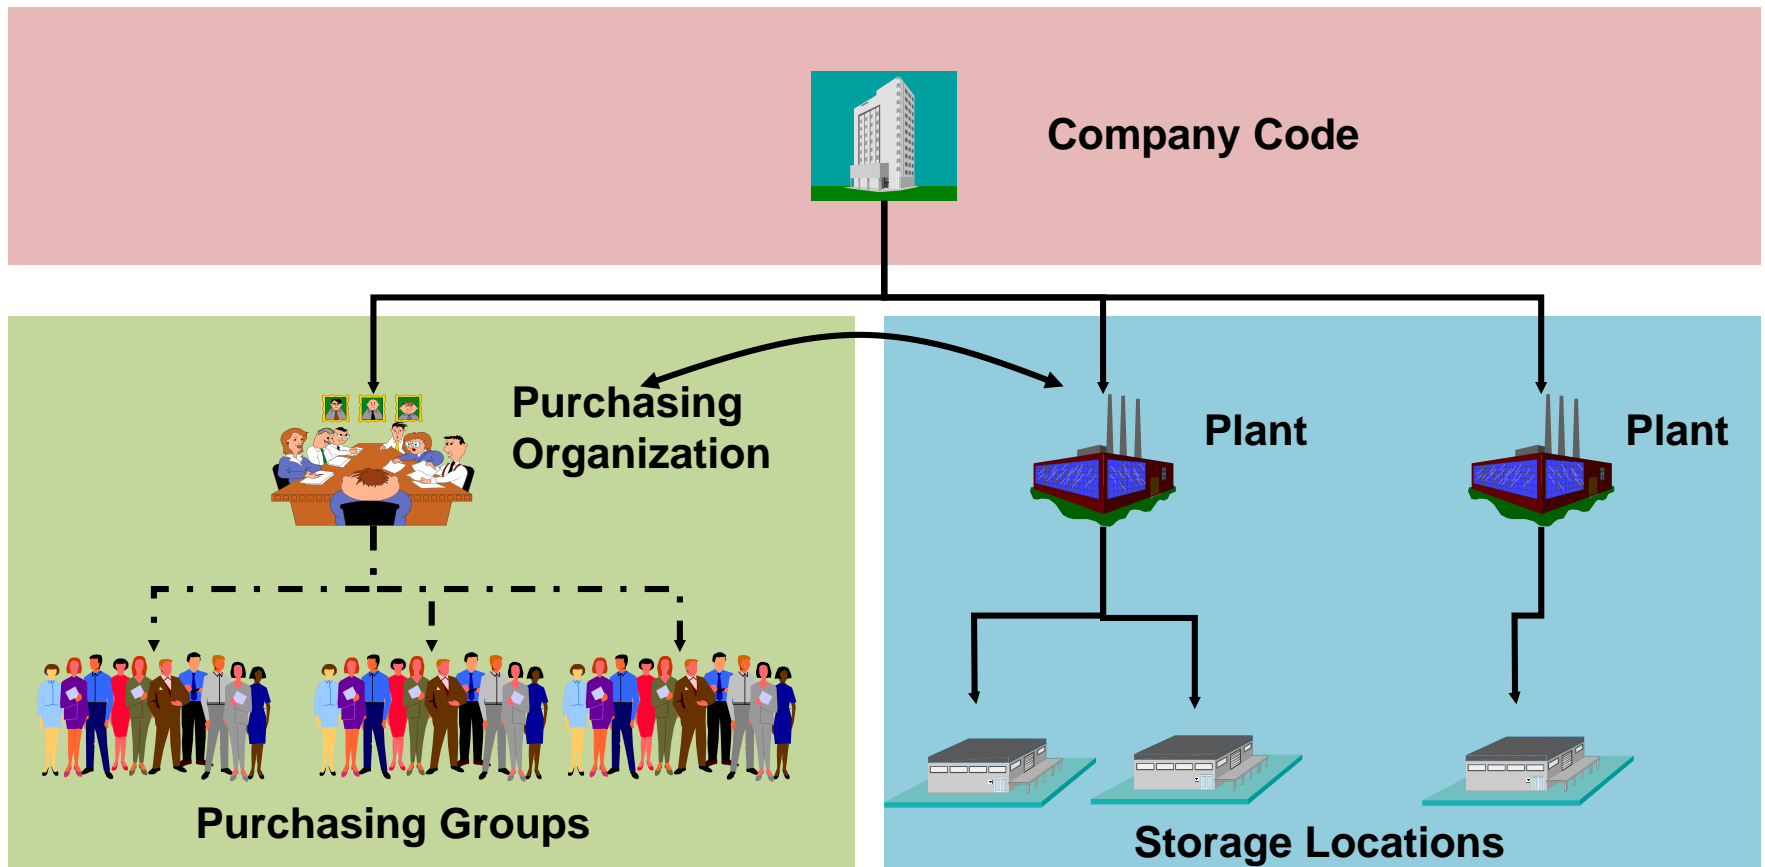 Company Code
Purchasing
Organization
Plant
Plant
Purchasing Groups
Storage Locations